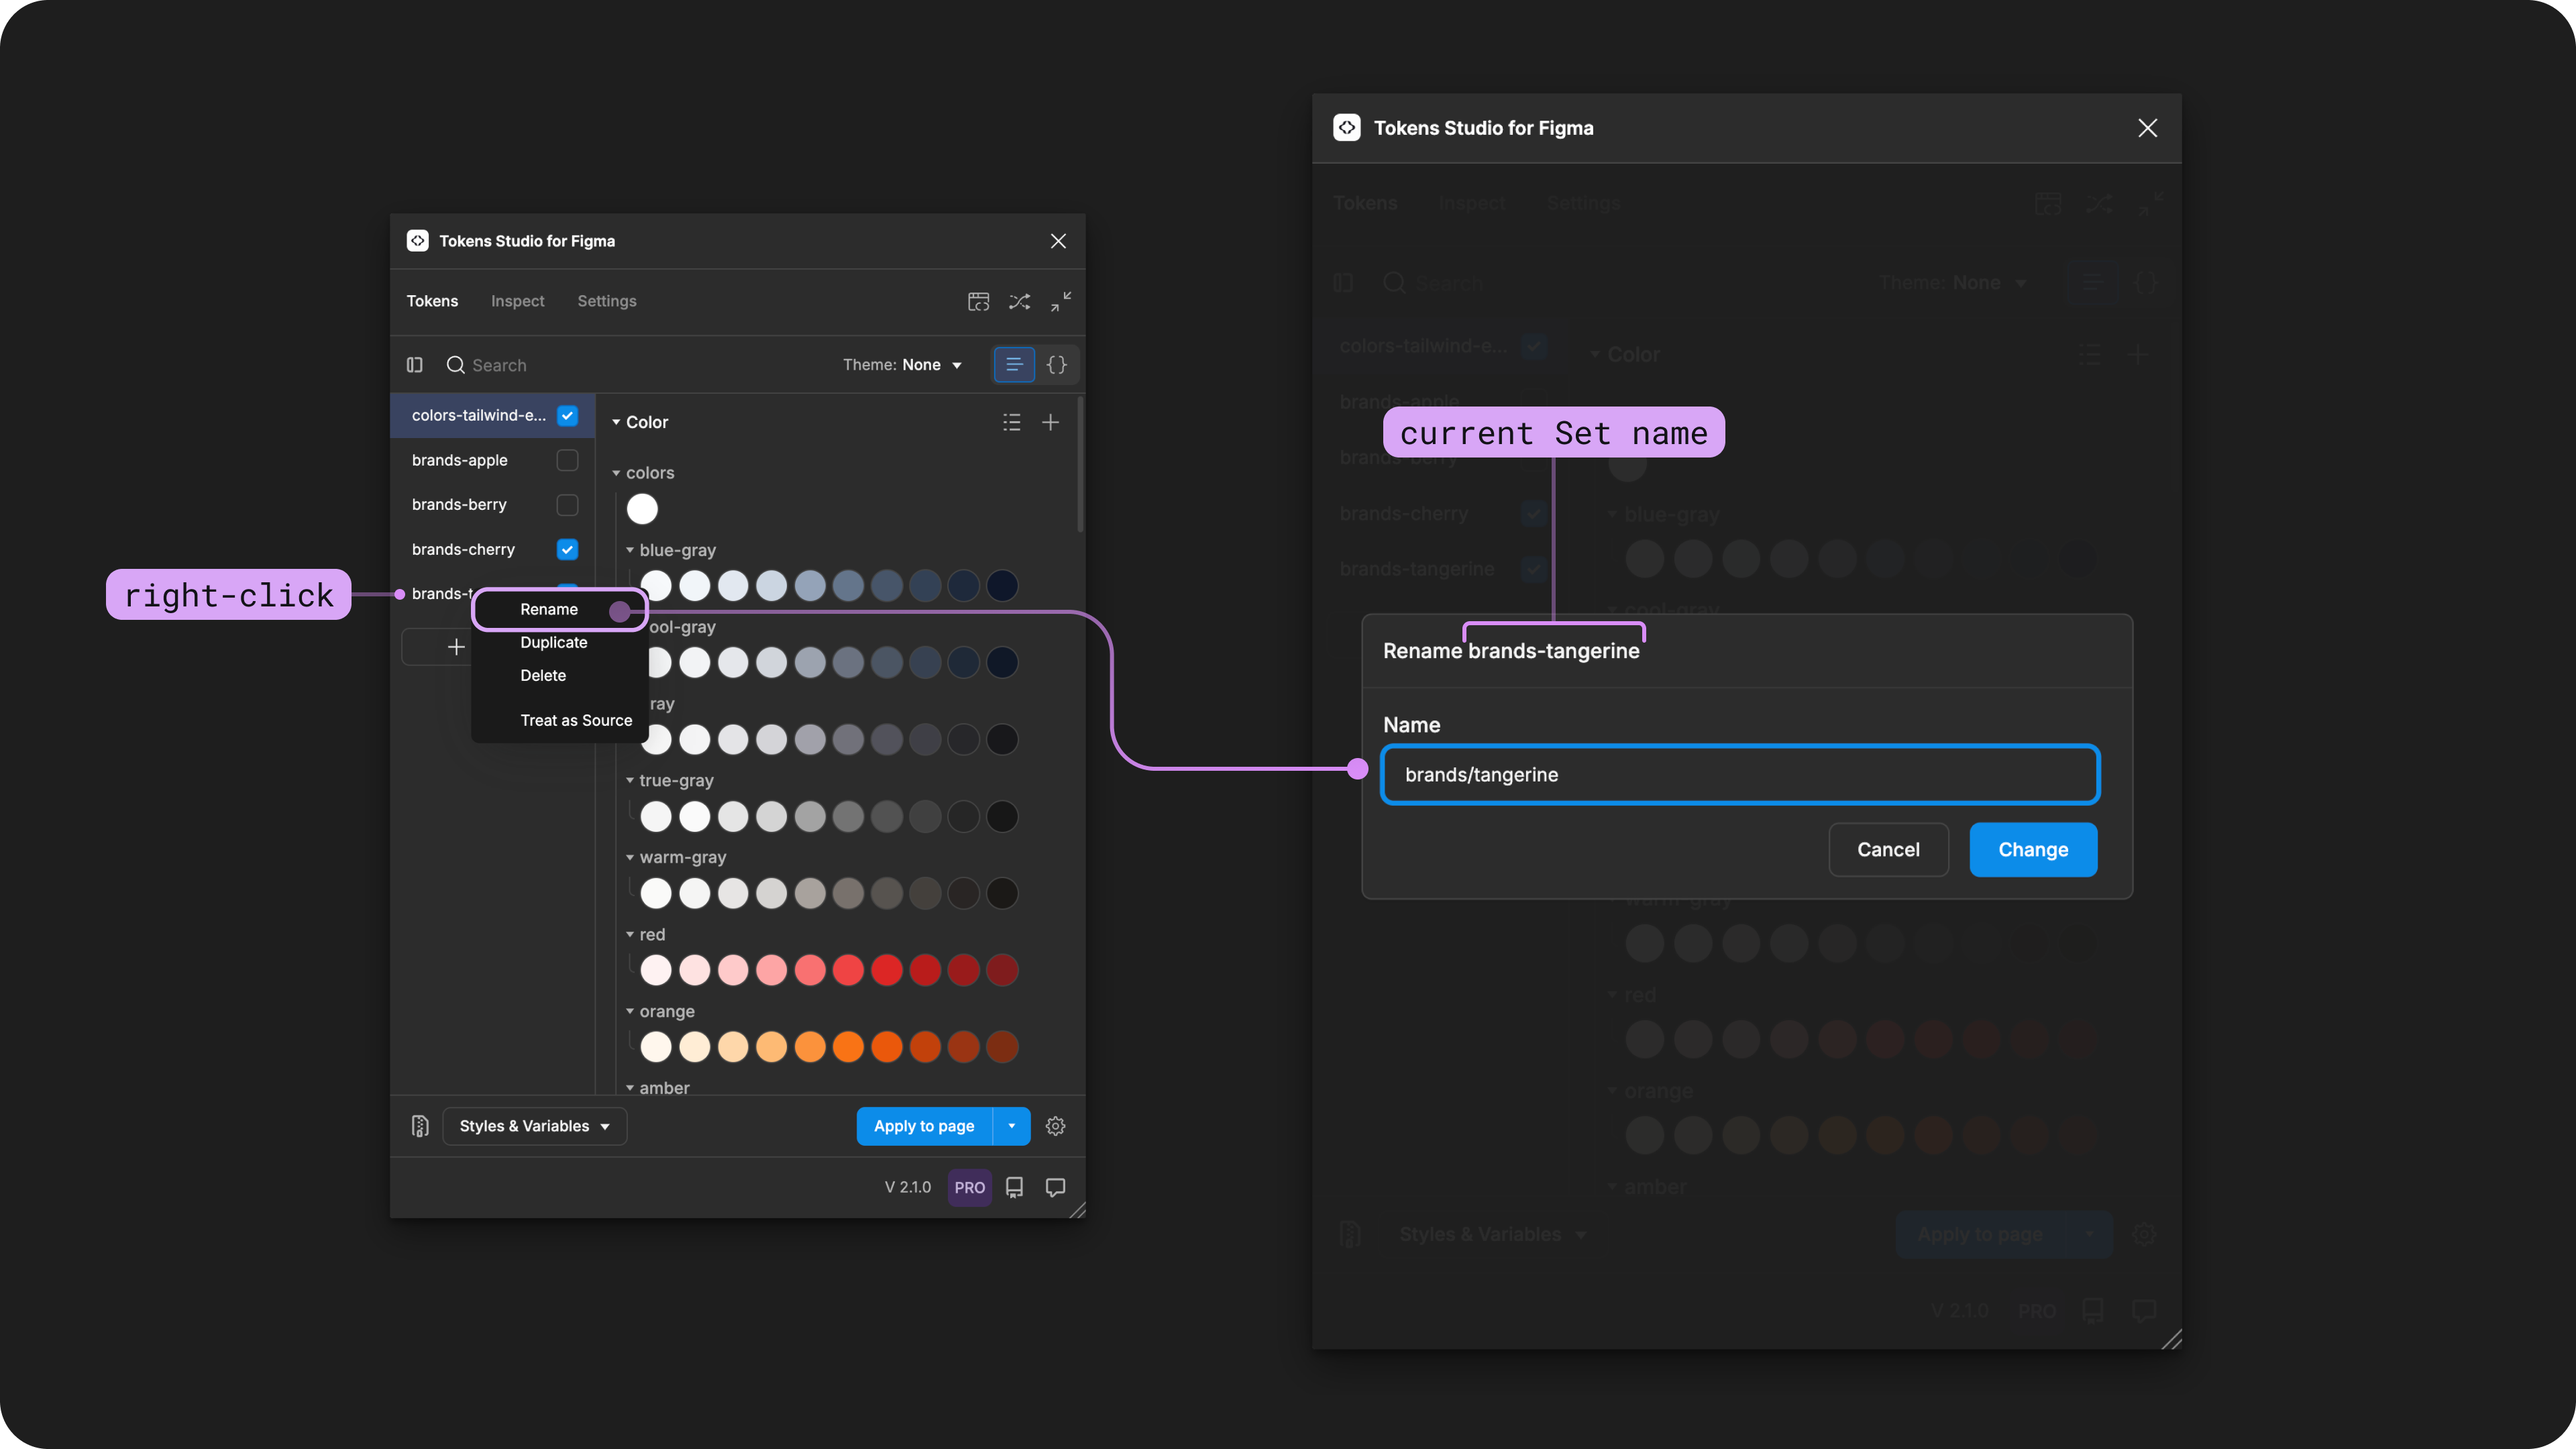 Tokens Studio for Figma
Tokens Inspect Settings
Search Theme: None
colors-tailwind-e...
brands-apple
brands-berry
brands-cherry
brands-t
right-click
Rename
Duplicate
Delete
Treat as Source
Color
colors
blue-gray
ool-gray
ray
true-gray
warm-gray
red
orange
amber
Styles & Variables Apply to page
V 2.1.0 PRO
Tokens Studio for Figma
Tokens Inspect Settings
Search Theme: None
colors-tailwind-e...
Color
brands-apple
current Set name
brands-berry
brands-cherry
blue-gray
brands-tangerine
cool-gray
Rename brands-tangerine
Name
brands/tangerine
Cancel Change
warm-gray
red
orange
amber
Styles & Variables Apply to page
V 2.1.0 PRO